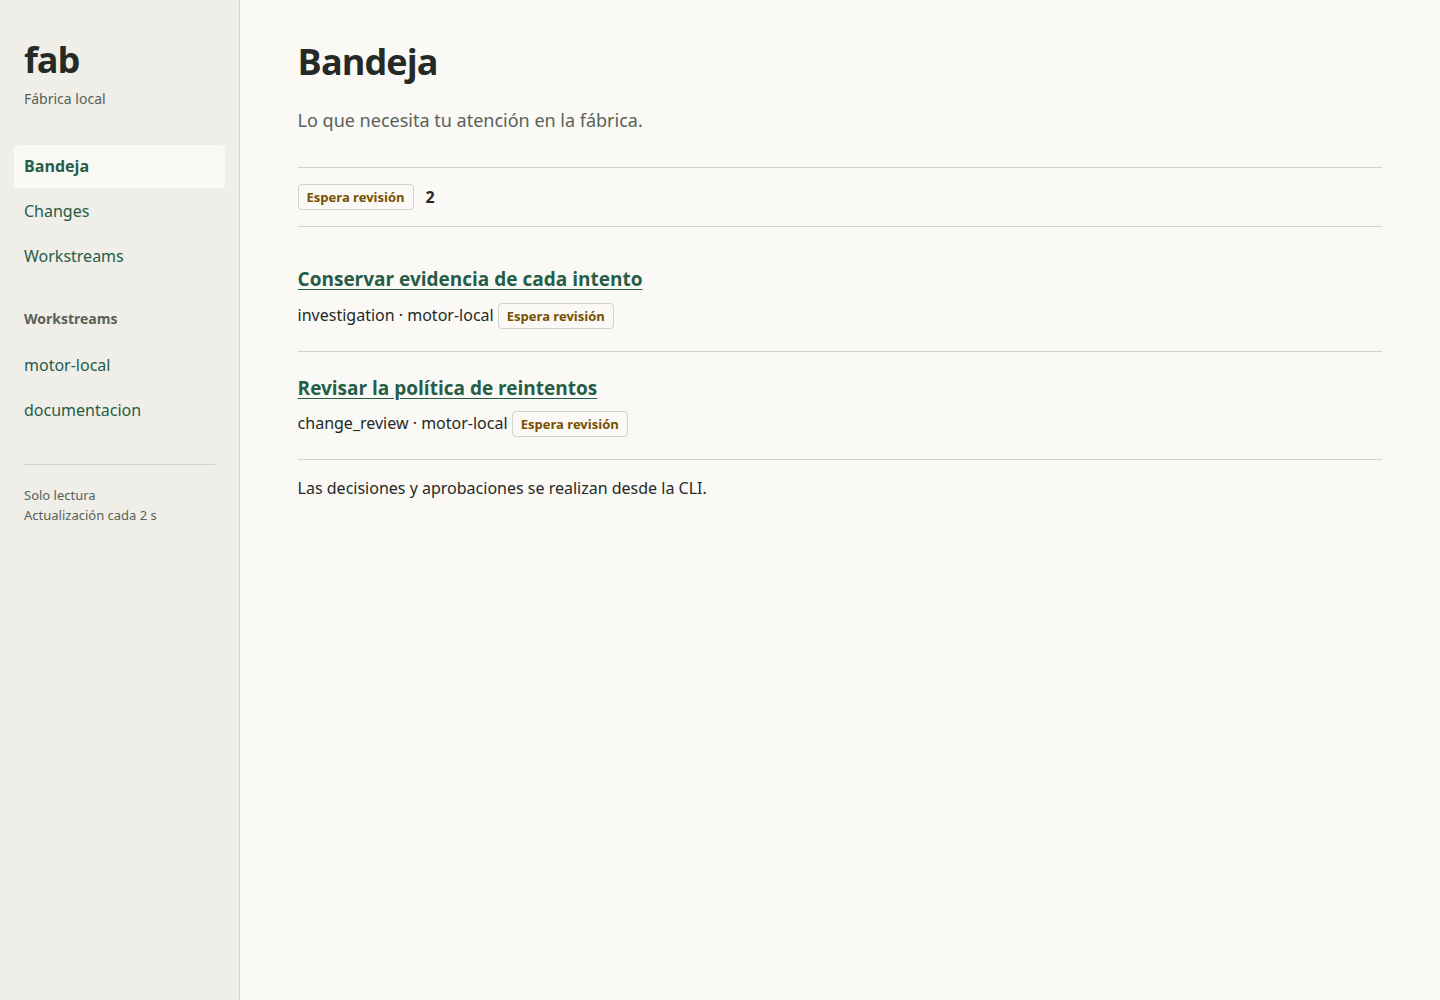 fab
Fábrica local
Bandeja
Changes
Workstreams
Workstreams
motor-local
documentacion
Solo lectura
Actualización cada 2 s
Bandeja
Lo que necesita tu atención en la fábrica.
Espera revisión 2
Conservar evidencia de cada intento
investigation · motor-local Espera revisión
Revisar la política de reintentos
change_review · motor-local Espera revisión
Las decisiones y aprobaciones se realizan desde la CLI.